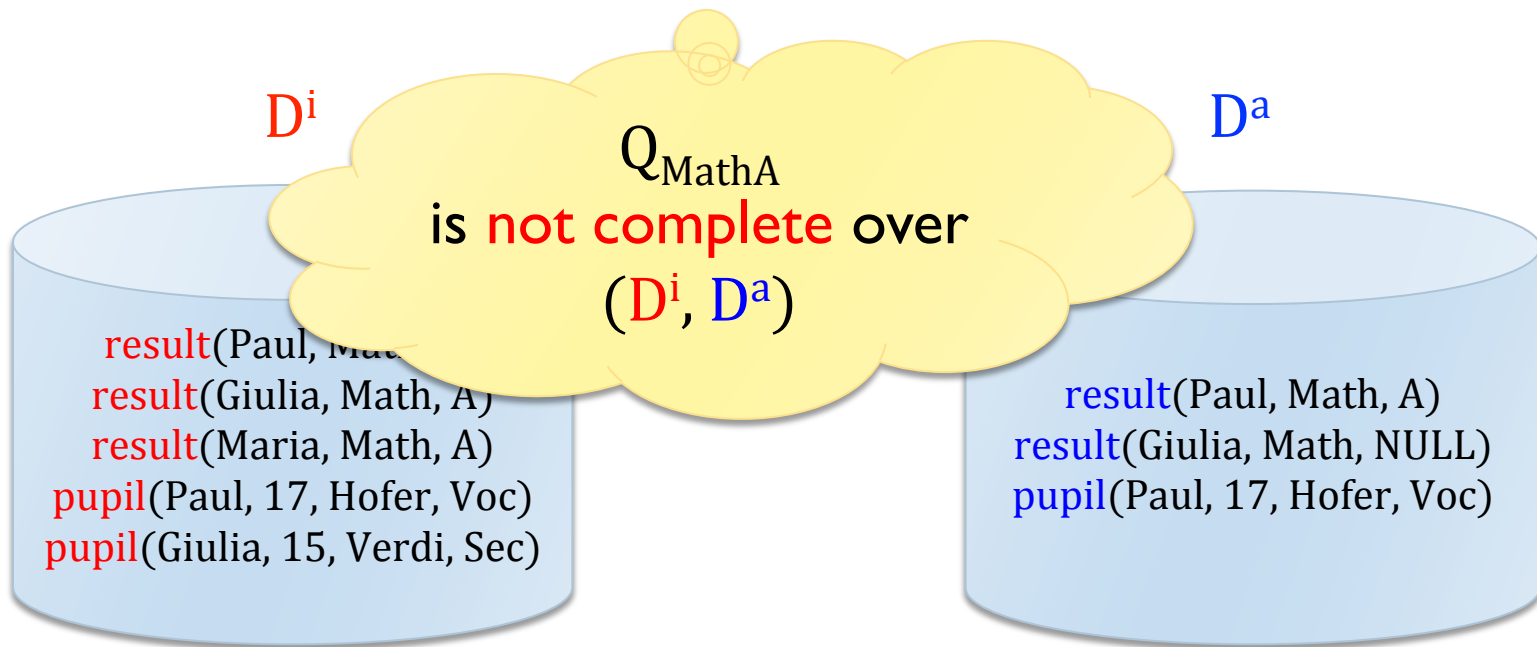 Dⁱ
Dᵃ
Q_MathA
is not complete over
(Dⁱ, Dᵃ)
result(Paul,
result(Giulia, Math, A)
result(Maria, Math, A)
pupil(Paul, 17, Hofer, Voc)
pupil(Giulia, 15, Verdi, Sec)
result(Paul, Math, A)
result(Giulia, Math, NULL)
pupil(Paul, 17, Hofer, Voc)